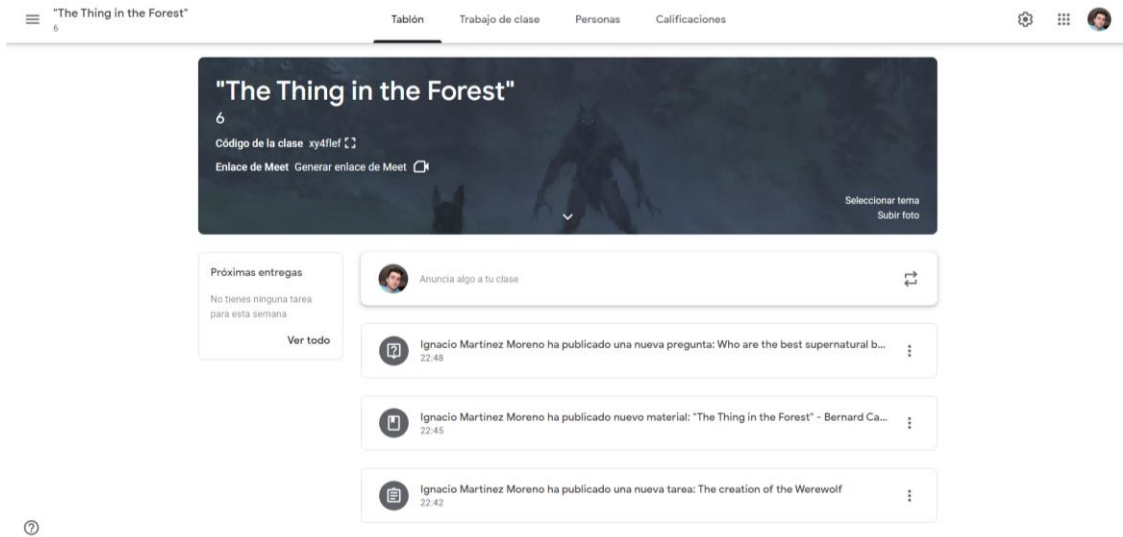 "The Thing in the Forest"
6
Tablón
Trabajo de clase
Personas
Calificaciones
"The Thing in the Forest"
6
Código de la clase xy4flef
Enlace de Meet Generar enlace de Meet
Seleccionar tema
Subir foto
Próximas entregas
No tienes ninguna tarea
para esta semana
Ver todo
Anuncia algo a tu clase
Ignacio Martínez Moreno ha publicado una nueva pregunta: Who are the best supernatural b...
22:48
Ignacio Martínez Moreno ha publicado nuevo material: "The Thing in the Forest" - Bernard Ca...
22:45
Ignacio Martínez Moreno ha publicado una nueva tarea: The creation of the Werewolf
22:42